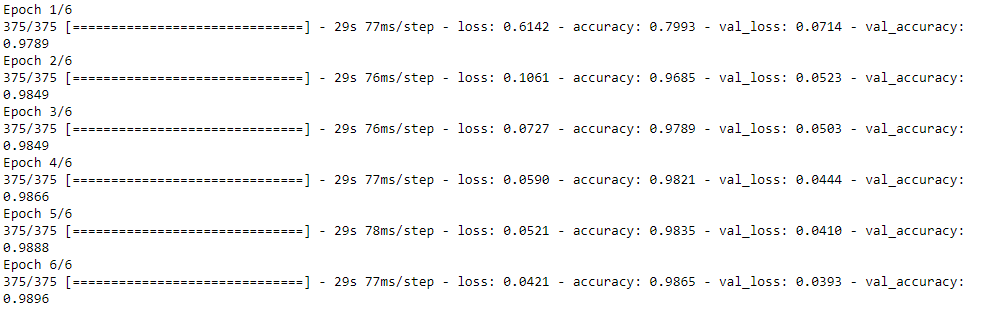 Epoch 1/6
375/375 [==============================] - 29s 77ms/step - loss: 0.6142 - accuracy: 0.7993 - val_loss: 0.0714 - val_accuracy:
0.9789
Epoch 2/6
375/375 [==============================] - 29s 76ms/step - loss: 0.1061 - accuracy: 0.9685 - val_loss: 0.0523 - val_accuracy:
0.9849
Epoch 3/6
375/375 [==============================] - 29s 76ms/step - loss: 0.0727 - accuracy: 0.9789 - val_loss: 0.0503 - val_accuracy:
0.9849
Epoch 4/6
375/375 [==============================] - 29s 77ms/step - loss: 0.0590 - accuracy: 0.9821 - val_loss: 0.0444 - val_accuracy:
0.9866
Epoch 5/6
375/375 [==============================] - 29s 78ms/step - loss: 0.0521 - accuracy: 0.9835 - val_loss: 0.0410 - val_accuracy:
0.9888
Epoch 6/6
375/375 [==============================] - 29s 77ms/step - loss: 0.0421 - accuracy: 0.9865 - val_loss: 0.0393 - val_accuracy:
0.9896